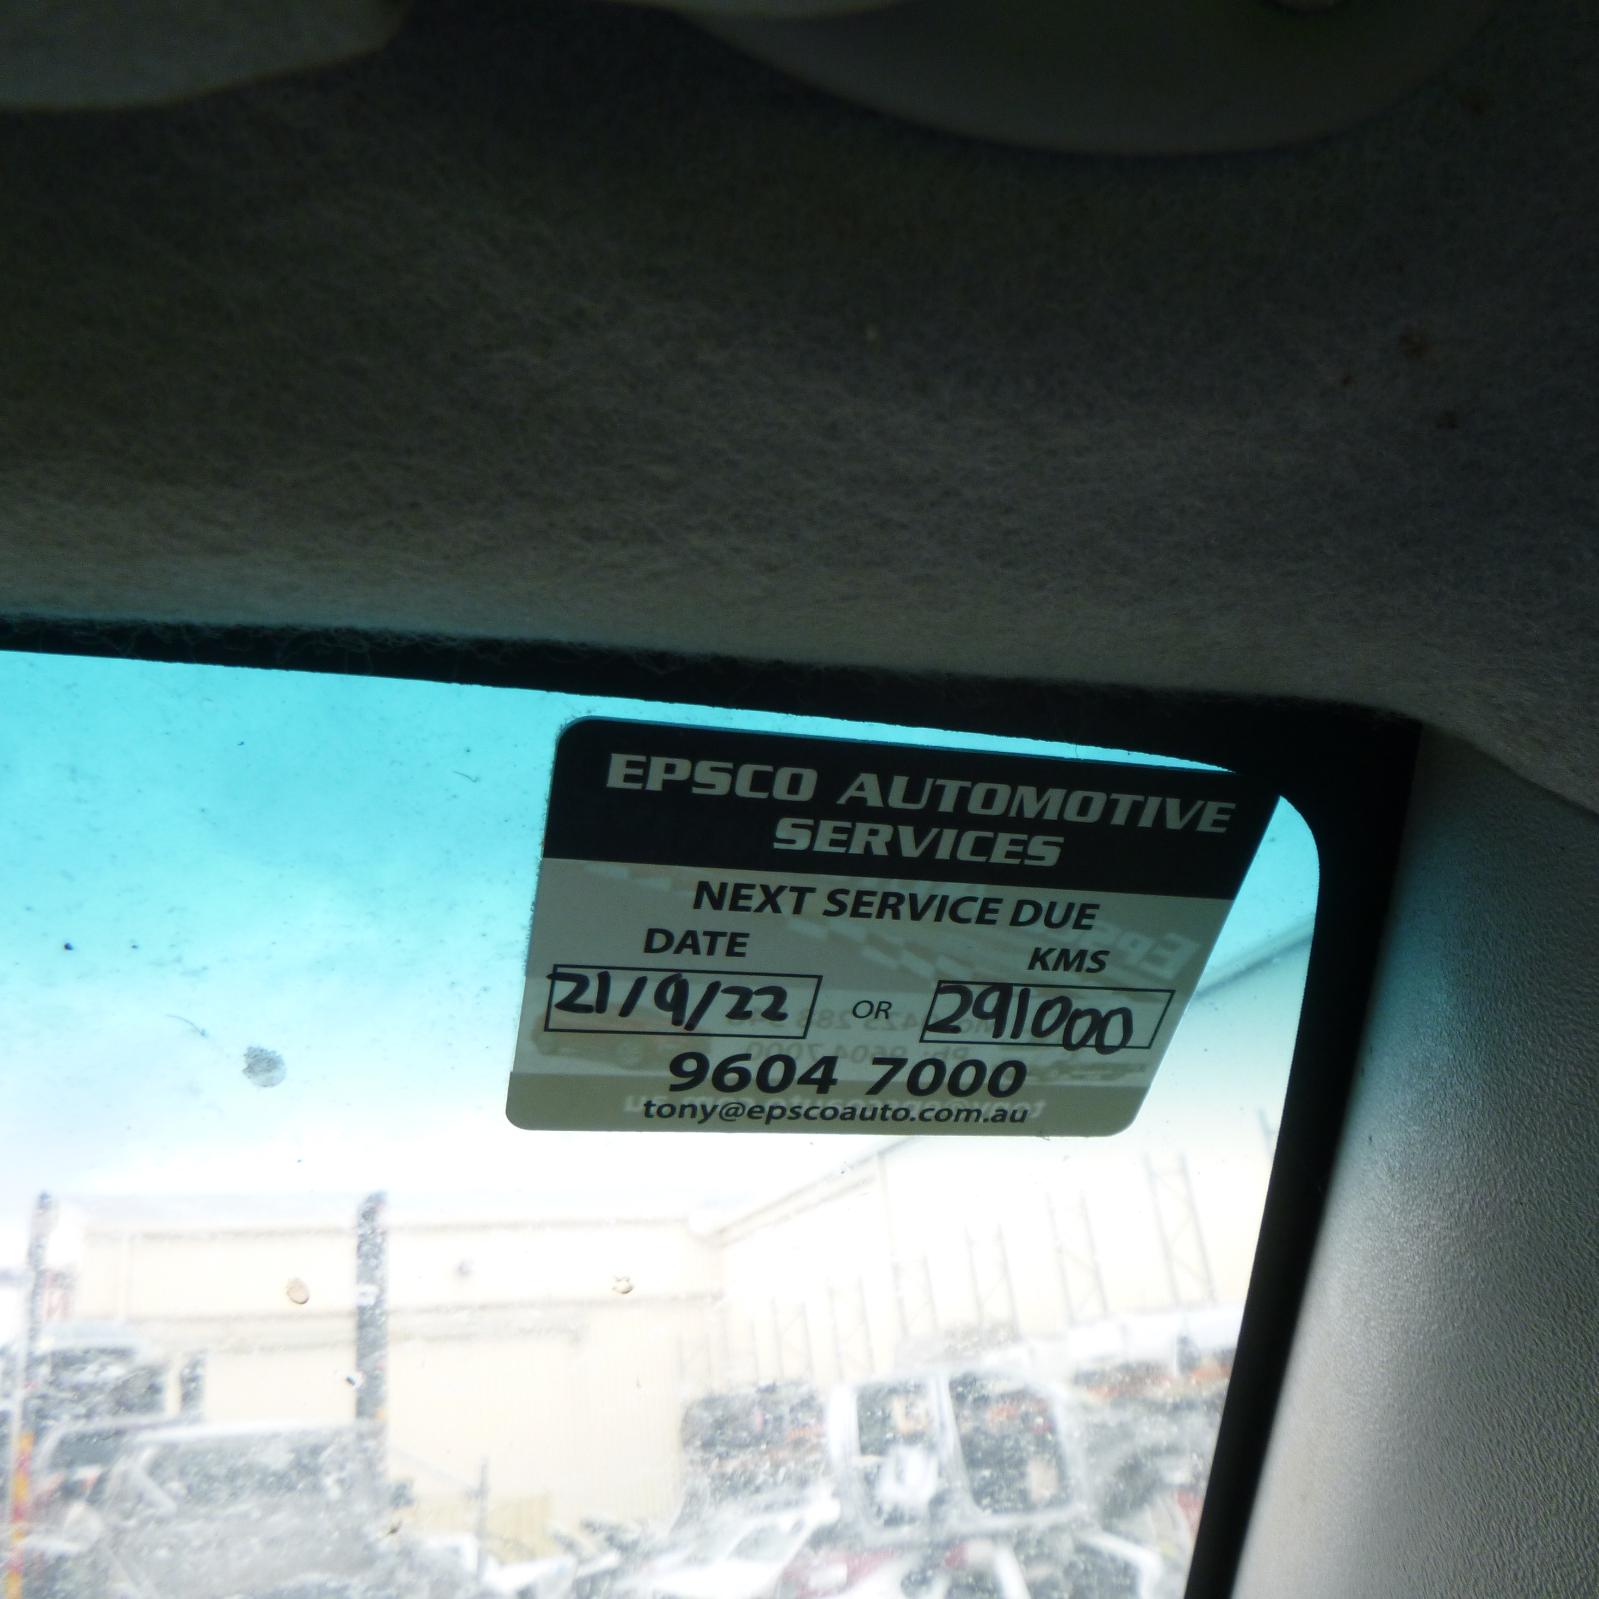 EPSCO AUTOMOTIVE
SERVICES
NEXT SERVICE DUE
DATE KMS
21/9/22 OR 291000
9604 7000
tony@epscoauto.com.au